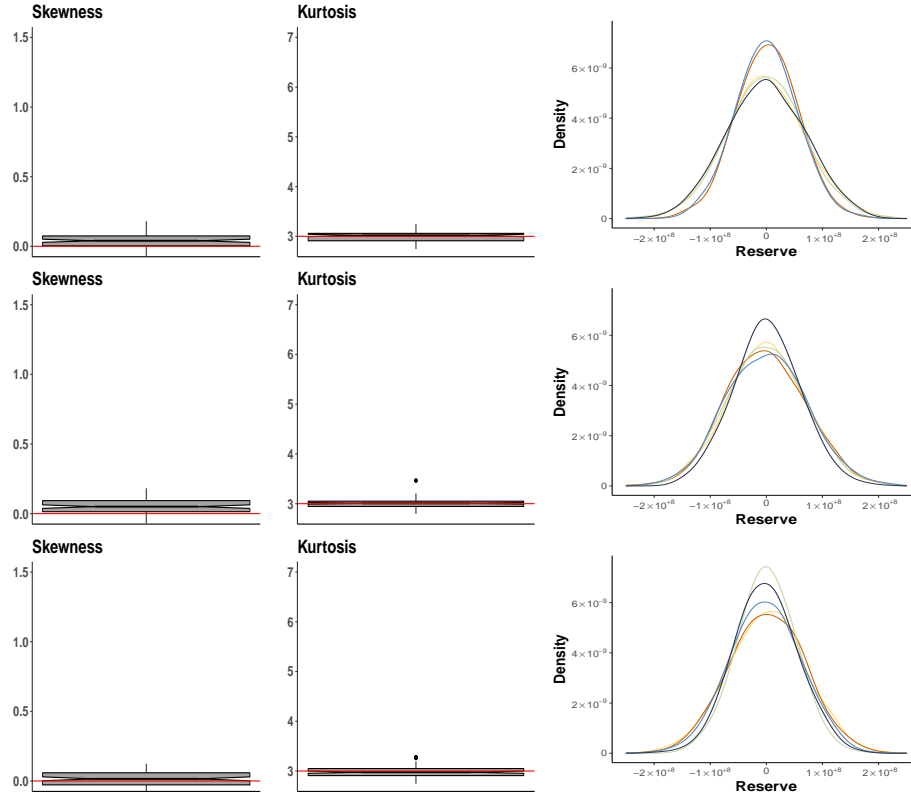 Skewness
1.5
1.0
0.5
0.0
Kurtosis
7
6
5
4
3
Density
6×10⁻⁹
4×10⁻⁹
2×10⁻⁹
0
−2×10⁺⁸ −1×10⁺⁸ 0 1×10⁺⁸ 2×10⁺⁸
Reserve
Skewness
1.5
1.0
0.5
0.0
Kurtosis
7
6
5
4
3
Density
6×10⁻⁹
4×10⁻⁹
2×10⁻⁹
0
−2×10⁺⁸ −1×10⁺⁸ 0 1×10⁺⁸ 2×10⁺⁸
Reserve
Skewness
1.5
1.0
0.5
0.0
Kurtosis
7
6
5
4
3
Density
6×10⁻⁹
4×10⁻⁹
2×10⁻⁹
0
−2×10⁺⁸ −1×10⁺⁸ 0 1×10⁺⁸ 2×10⁺⁸
Reserve